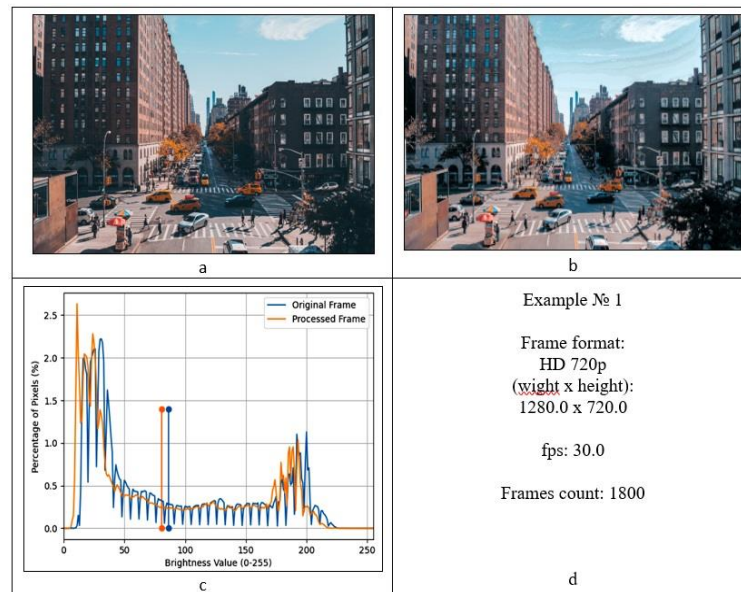 a
b
Original Frame
Processed Frame
Percentage of Pixels (%)
2.5
2.0
1.5
1.0
0.5
0.0
0 50 100 150 200 250
Brightness Value (0-255)
c
Example № 1
Frame format:
HD 720p
(wight x height):
1280.0 x 720.0
fps: 30.0
Frames count: 1800
d